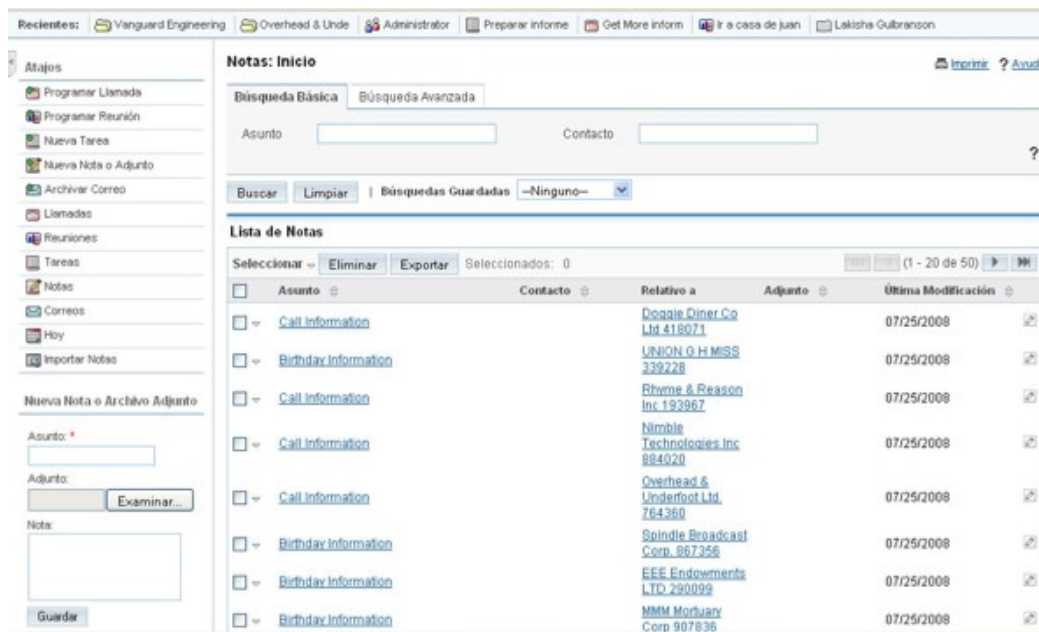 Recientes: Vanguard Engineering Overhead & Unde Administrator Preparar informe Get More inform Ir a casa de juan Lakisha Gulbranson
Atajos
Programar Llamada
Programar Reunión
Nueva Tarea
Nueva Nota o Adjunto
Archivar Correo
Llamadas
Reuniones
Tareas
Notas
Correos
Hoy
Importar Notas
Nueva Nota o Archivo Adjunto
Asunto: *
Adjunto:
Examinar...
Nota:
Guardar
Notas: Inicio
Imprimir ? Ayud
Búsqueda Básica Búsqueda Avanzada
Asunto Contacto
?
Buscar Limpiar | Búsquedas Guardadas --Ninguno--
Lista de Notas
Seleccionar Eliminar Exportar Seleccionados: 0 (1 - 20 de 50)
Asunto Contacto Relativo a Adjunto Última Modificación
Call Information Doggie Diner Co 07/25/2008
Ltd 418071
Birthday Information UNION G H MISS 07/25/2008
339228
Call Information Rhyme & Reason 07/25/2008
Inc 193967
Nimble
Call Information Technologies Inc 07/25/2008
884020
Overhead &
Call Information Underfoot Ltd. 07/25/2008
764360
Birthday Information Spindle Broadcast 07/25/2008
Corp. 867356
Birthday Information EEE Endowments 07/25/2008
LTD 290099
Birthday Information MMM Mortuary 07/25/2008
Corp 907836